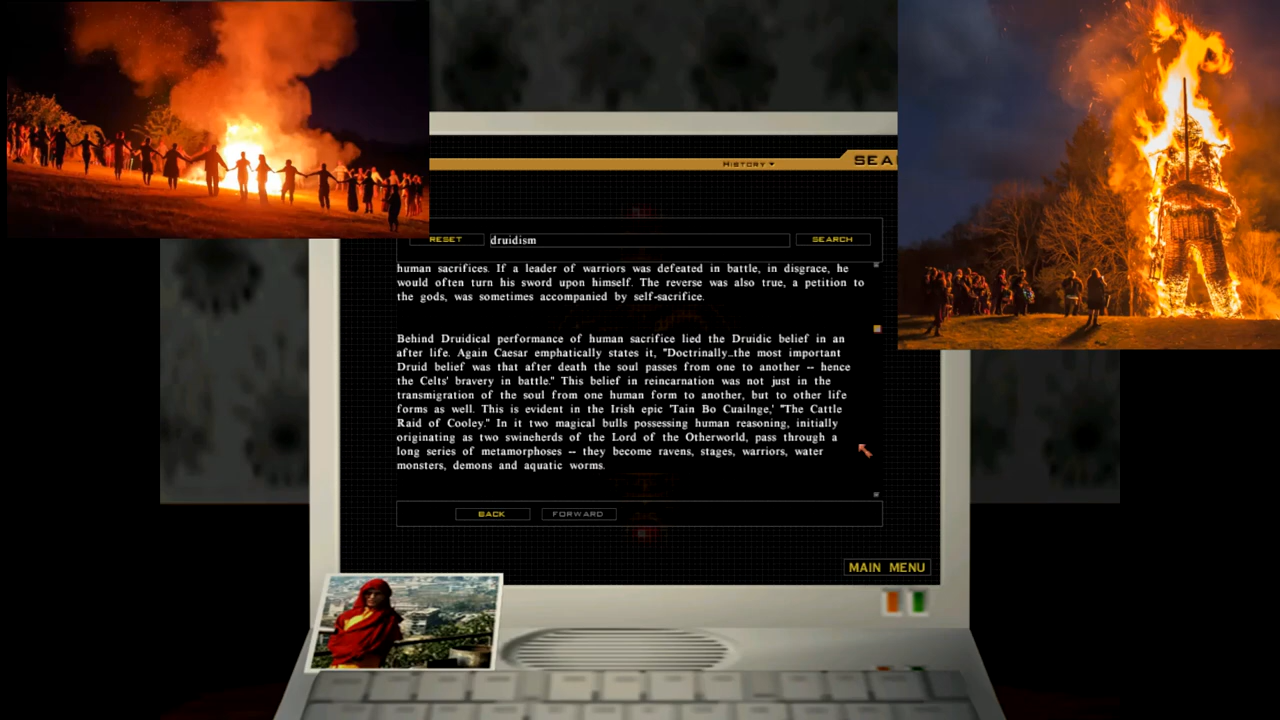 HISTORY
SEA
RESET
druidism
SEARCH
human sacrifices. If a leader of warriors was defeated in battle, in disgrace, he
would often turn his sword upon himself. The reverse was also true, a petition to
the gods, was sometimes accompanied by self-sacrifice.
Behind Druidical performance of human sacrifice lied the Druidic belief in an
after life. Again Caesar emphatically states it, "Doctrinally...the most important
Druid belief was that after death the soul passes from one to another -- hence
the Celts' bravery in battle." This belief in reincarnation was not just in the
transmigration of the soul from one human form to another, but to other life
forms as well. This is evident in the Irish epic 'Tain Bo Cuailnge,' "The Cattle
Raid of Cooley." In it two magical bulls possessing human reasoning, initially
originating as two swineherds of the Lord of the Otherworld, pass through a
long series of metamorphoses -- they become ravens, stages, warriors, water
monsters, demons and aquatic worms.
BACK
FORWARD
MAIN MENU